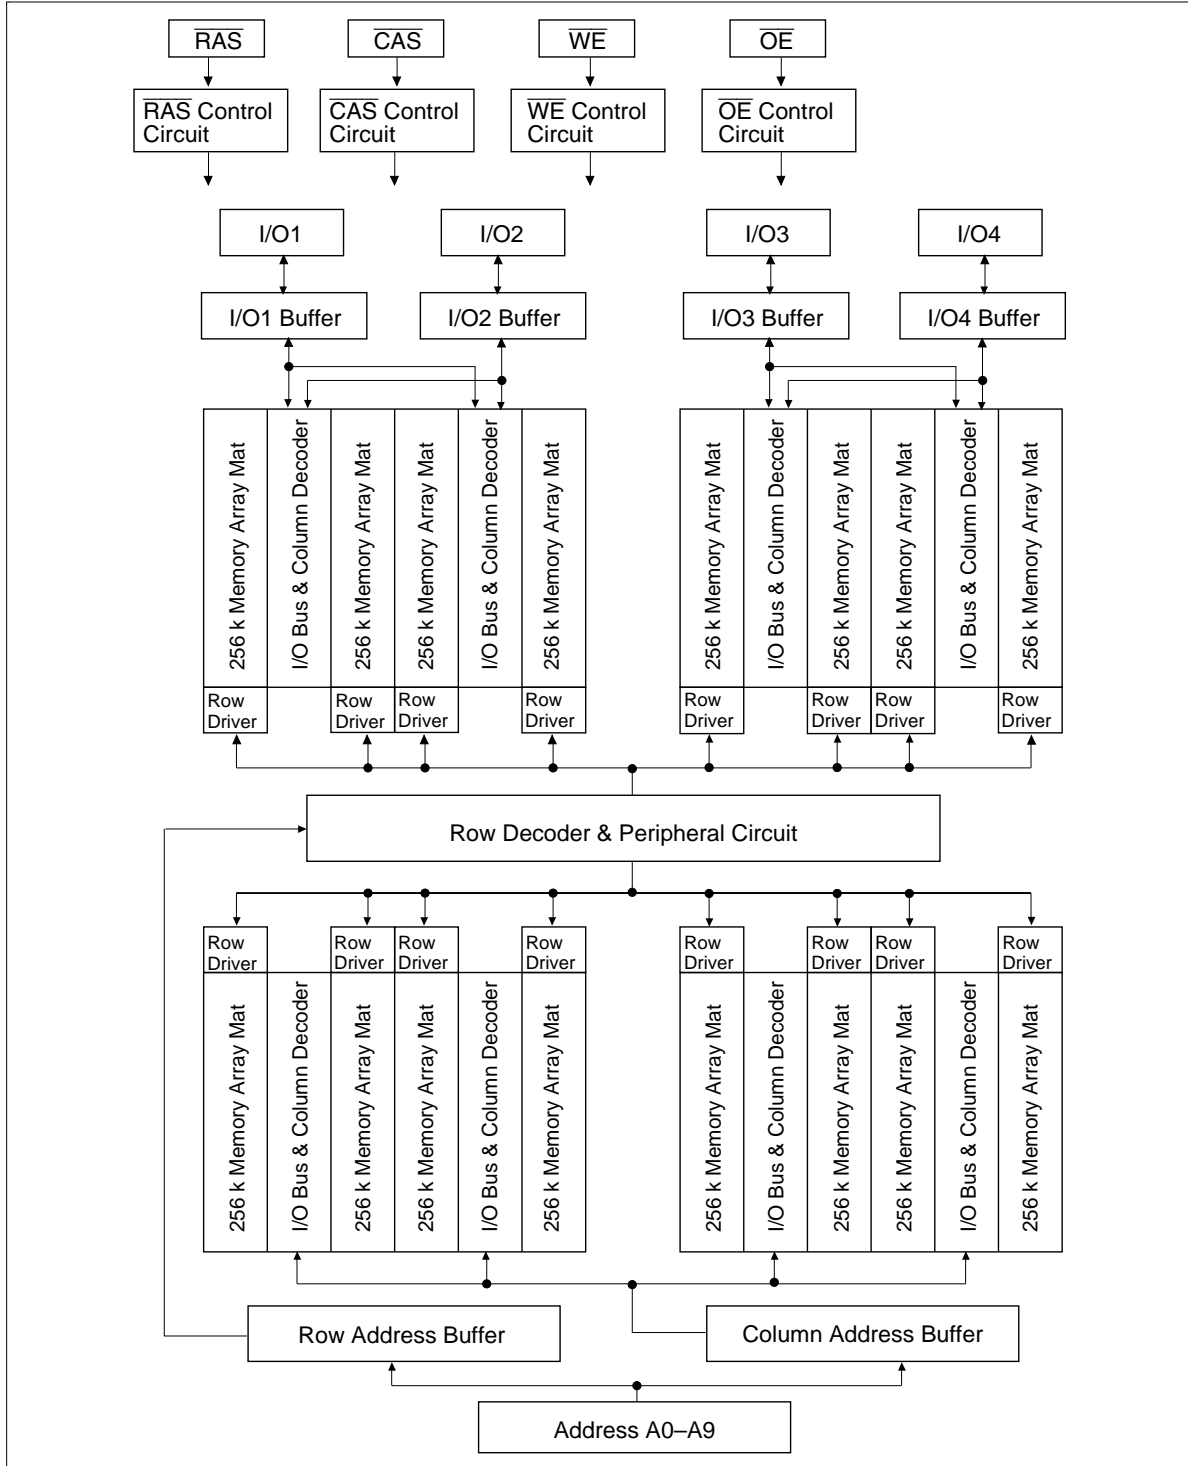 R̅A̅S̅
C̅A̅S̅
W̅E̅
O̅E̅
R̅A̅S̅ Control
Circuit
C̅A̅S̅ Control
Circuit
W̅E̅ Control
Circuit
O̅E̅ Control
Circuit
I/O1
I/O2
I/O3
I/O4
I/O1 Buffer
I/O2 Buffer
I/O3 Buffer
I/O4 Buffer
256 k Memory Array Mat
I/O Bus & Column Decoder
256 k Memory Array Mat
256 k Memory Array Mat
I/O Bus & Column Decoder
256 k Memory Array Mat
256 k Memory Array Mat
I/O Bus & Column Decoder
256 k Memory Array Mat
256 k Memory Array Mat
I/O Bus & Column Decoder
256 k Memory Array Mat
Row
Driver
Row
Driver
Row
Driver
Row
Driver
Row
Driver
Row
Driver
Row
Driver
Row
Driver
Row Decoder & Peripheral Circuit
Row
Driver
Row
Driver
Row
Driver
Row
Driver
Row
Driver
Row
Driver
Row
Driver
Row
Driver
256 k Memory Array Mat
I/O Bus & Column Decoder
256 k Memory Array Mat
256 k Memory Array Mat
I/O Bus & Column Decoder
256 k Memory Array Mat
256 k Memory Array Mat
I/O Bus & Column Decoder
256 k Memory Array Mat
256 k Memory Array Mat
I/O Bus & Column Decoder
256 k Memory Array Mat
Row Address Buffer
Column Address Buffer
Address A0–A9